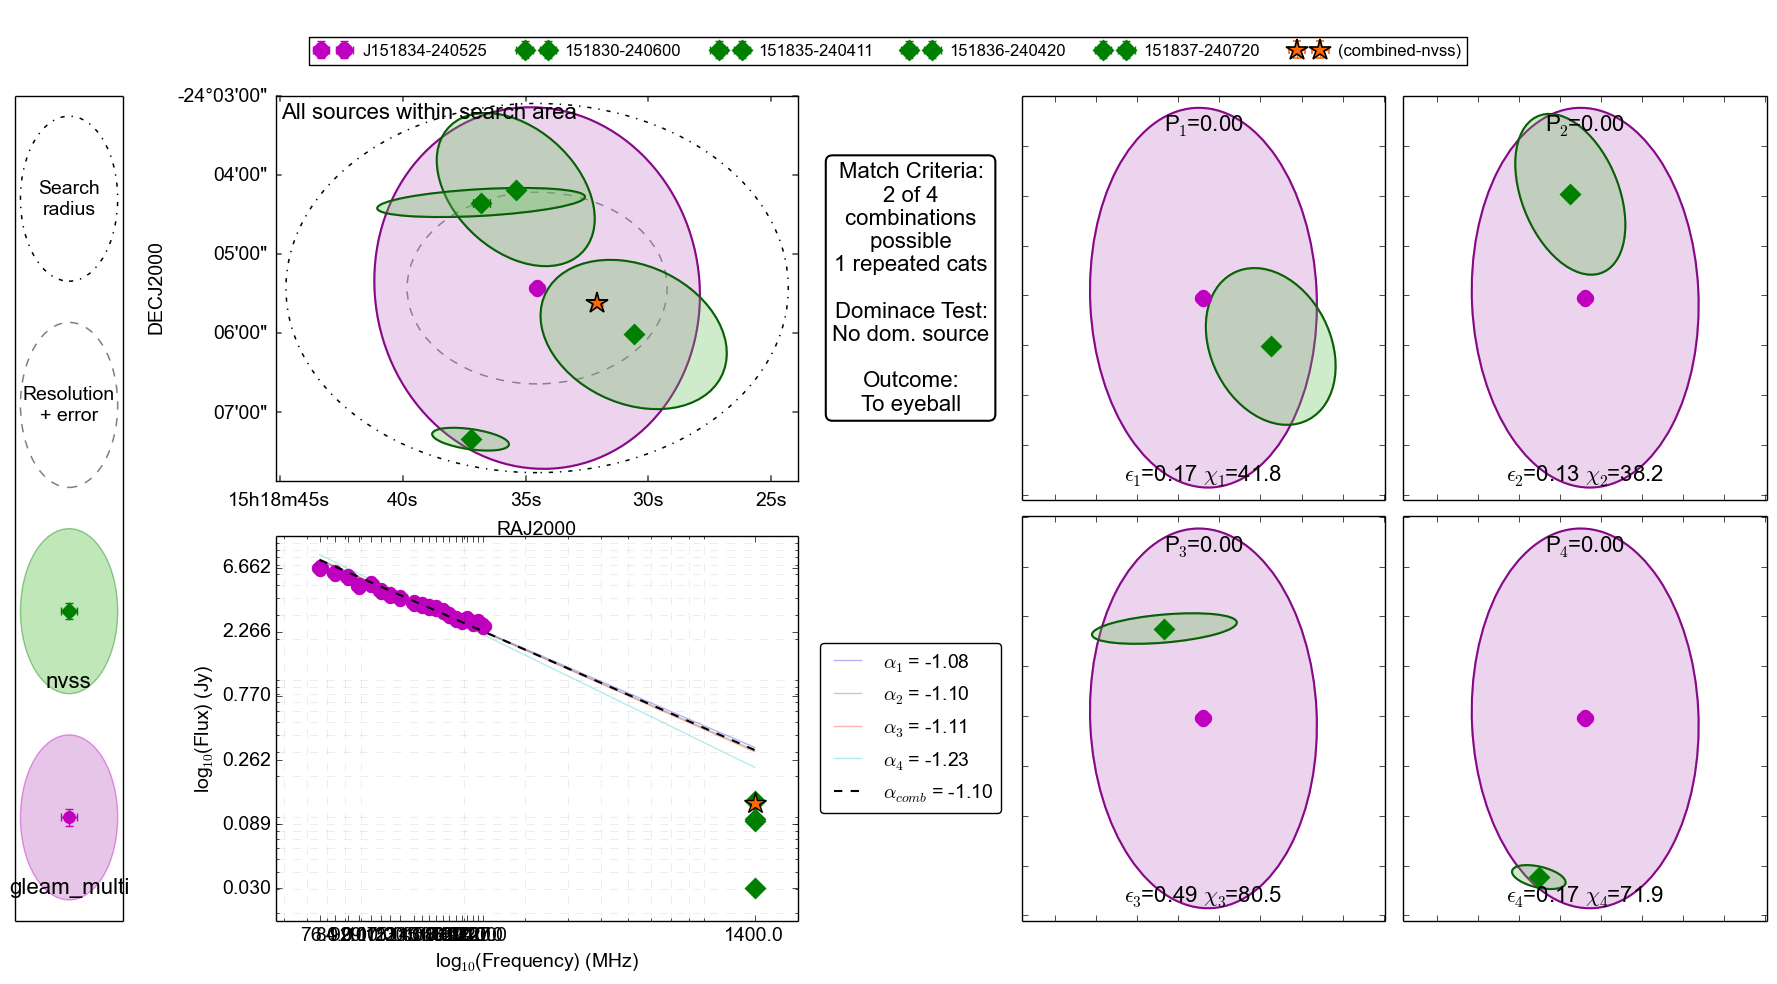 J151834-240525 151830-240600 151835-240411 151836-240420 151837-240720 (combined-nvss)
Search
radius
Resolution
+ error
nvss
gleam_multi
All sources within search area
-24°03'00"
04'00"
05'00"
06'00"
07'00"
DECJ2000
15h18m45s 40s 35s 30s 25s
RAJ2000
Match Criteria:
2 of 4
combinations
possible
1 repeated cats
Dominace Test:
No dom. source
Outcome:
To eyeball
P1=0.00
ϵ1=0.17 χ1=41.8
P2=0.00
ϵ2=0.13 χ2=38.2
P3=0.00
ϵ3=0.49 χ3=80.5
P4=0.00
ϵ4=0.17 χ4=71.9
6.662
2.266
0.770
0.262
0.089
0.030
log10(Flux) (Jy)
1400.0
log10(Frequency) (MHz)
α1 = -1.08
α2 = -1.10
α3 = -1.11
α4 = -1.23
αcomb = -1.10